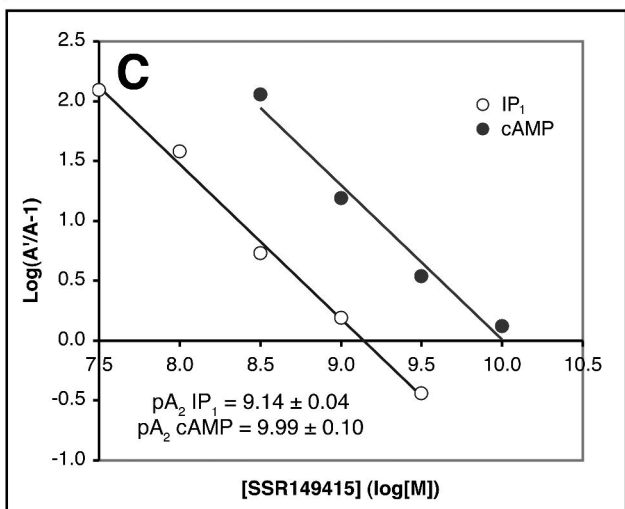 C
2.5
2.0
1.5
1.0
0.5
0.0
-0.5
-1.0
Log(A'/A-1)
IP₁
cAMP
7.5 8.0 8.5 9.0 9.5 10.0 10.5
pA₂ IP₁ = 9.14 ± 0.04
pA₂ cAMP = 9.99 ± 0.10
[SSR149415] (log[M])